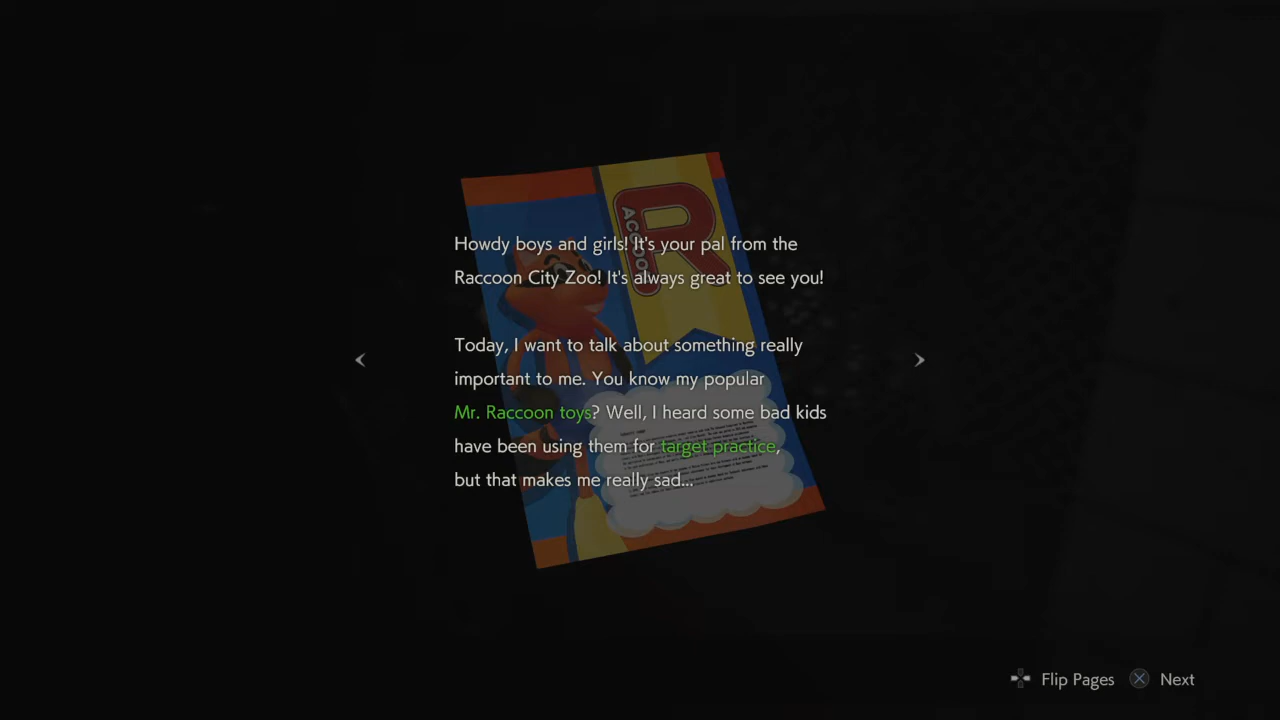 R
ACCOON
Howdy boys and girls! It's your pal from the
Raccoon City Zoo! It's always great to see you!
Today, I want to talk about something really
important to me. You know my popular
Mr. Raccoon toys? Well, I heard some bad kids
have been using them for target practice,
but that makes me really sad...
Flip Pages
Next